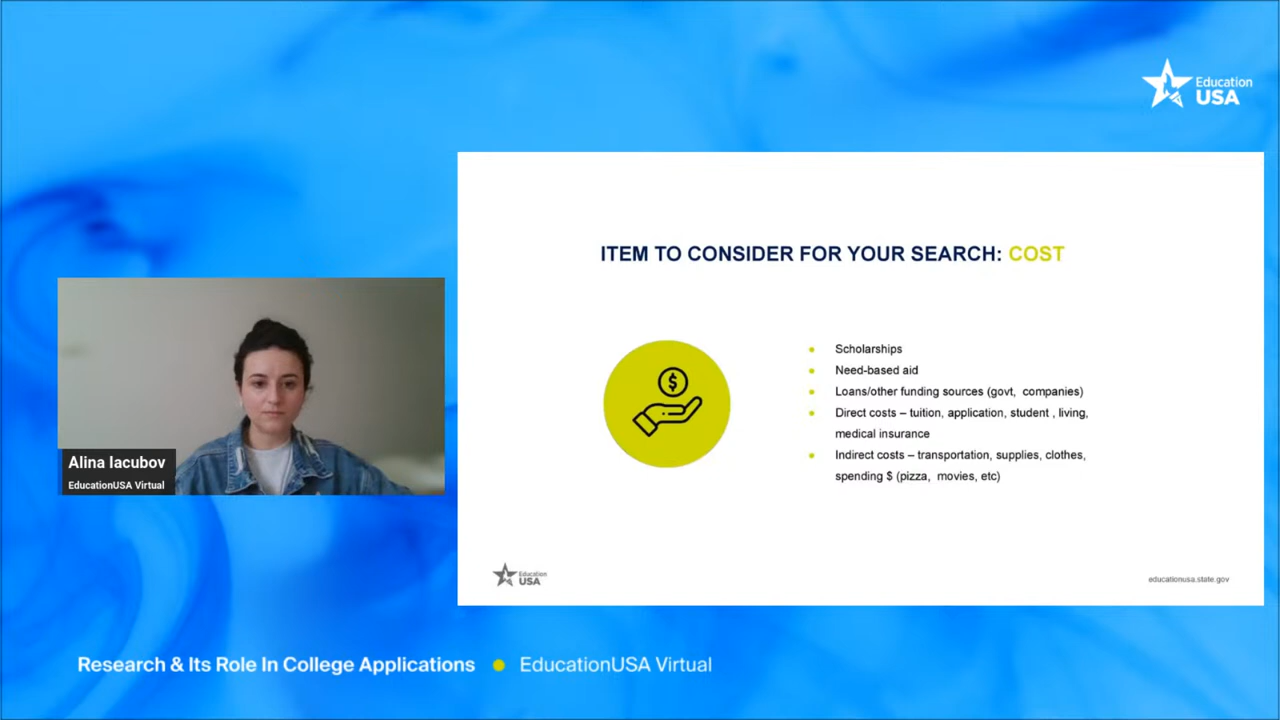 Education
USA
ITEM TO CONSIDER FOR YOUR SEARCH: COST
Scholarships
Need-based aid
Loans/other funding sources (govt, companies)
Direct costs – tuition, application, student , living,
medical insurance
Indirect costs – transportation, supplies, clothes,
spending $ (pizza, movies, etc)
Education
USA
educationusa.state.gov
Alina Iacubov
EducationUSA Virtual
Research & Its Role In College Applications ● EducationUSA Virtual